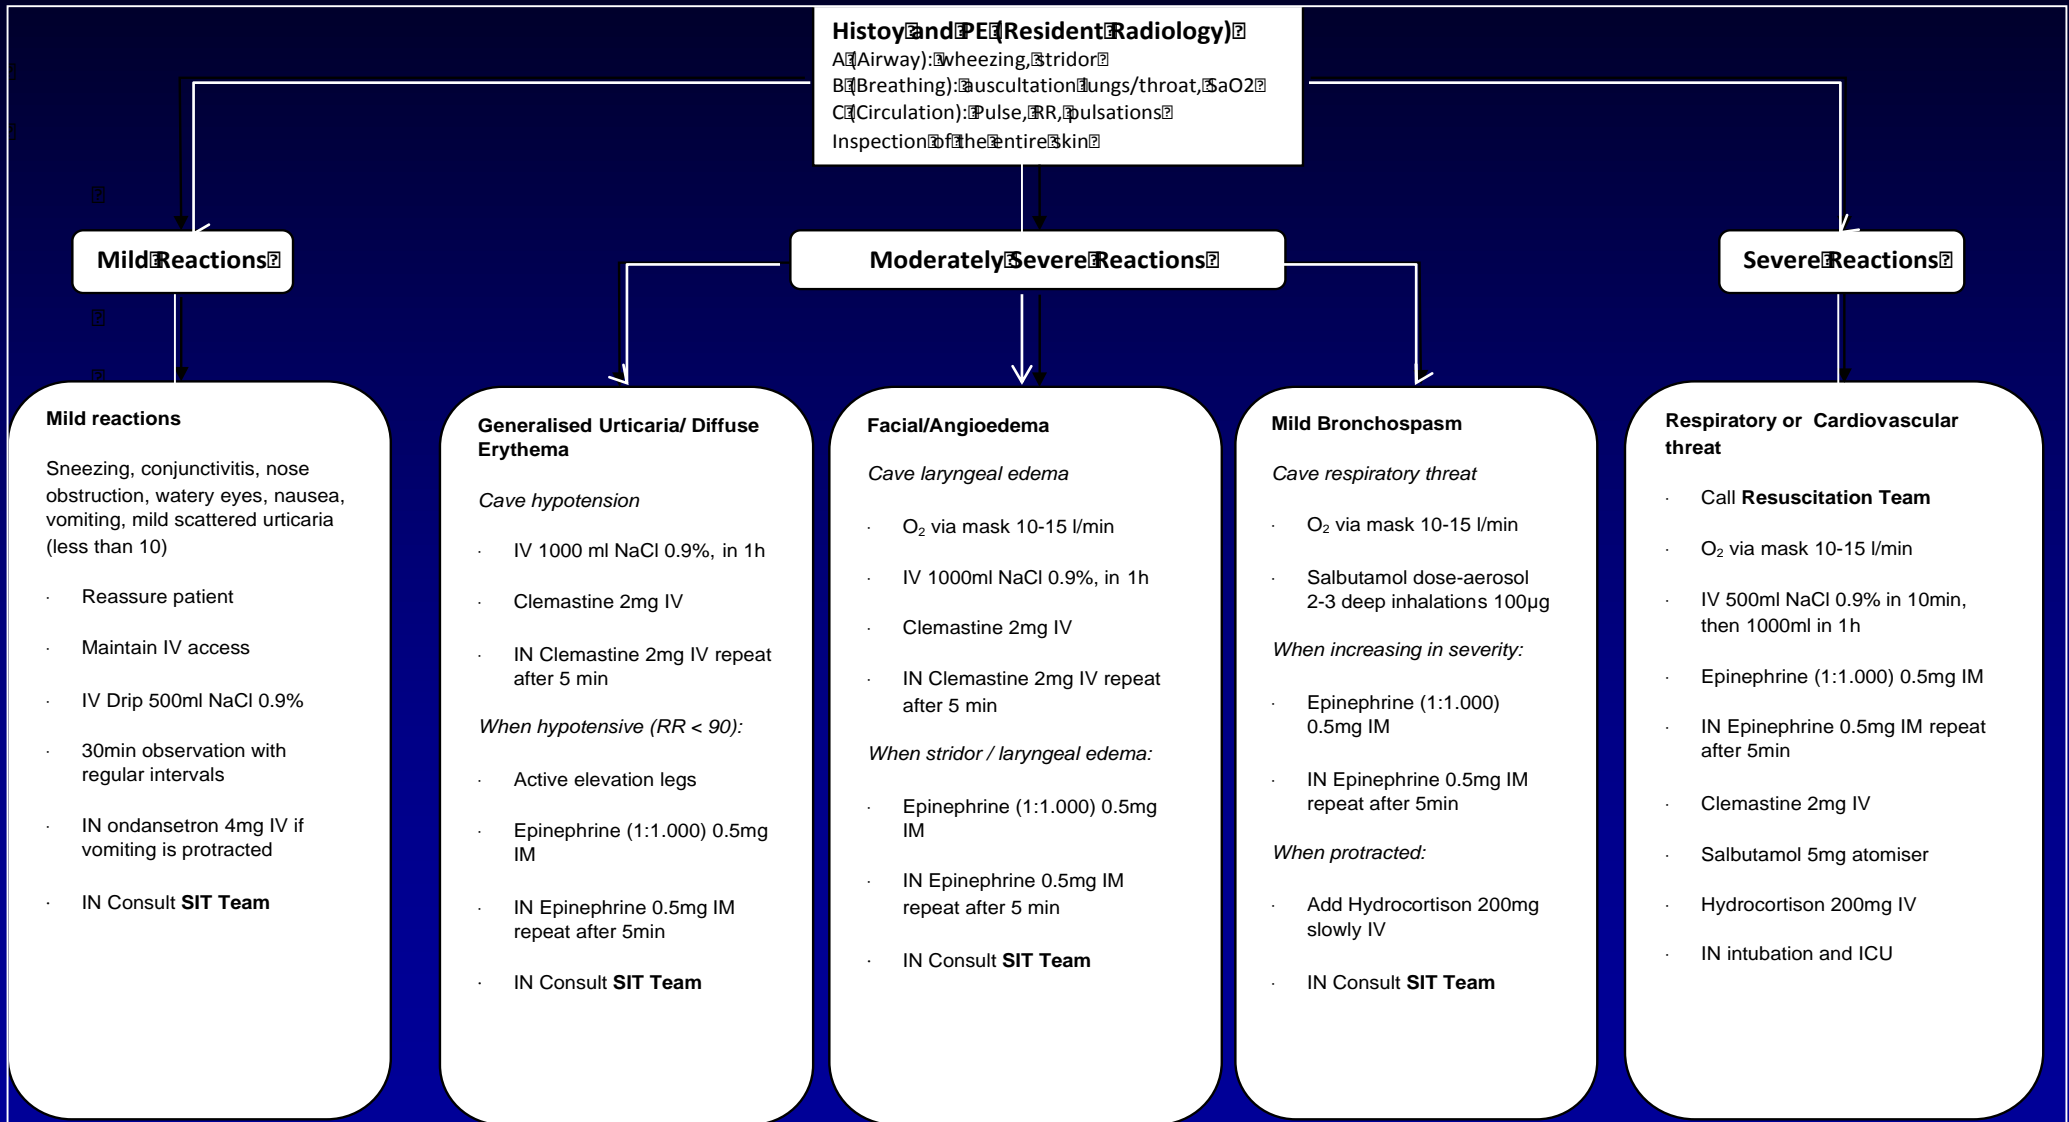 Histoy and PE (Resident Radiology)
A (Airway): wheezing, stridor
B (Breathing): auscultation lungs/throat, SaO2
C (Circulation): Pulse, RR, pulsations
Inspection of the entire skin
Mild Reactions
Moderately Severe Reactions
Severe Reactions
Mild reactions
Sneezing, conjunctivitis, nose
obstruction, watery eyes, nausea,
vomiting, mild scattered urticaria
(less than 10)
· Reassure patient
· Maintain IV access
· IV Drip 500ml NaCl 0.9%
· 30min observation with
regular intervals
· IN ondansetron 4mg IV if
vomiting is protracted
· IN Consult SIT Team
Generalised Urticaria/ Diffuse
Erythema
Cave hypotension
· IV 1000 ml NaCl 0.9%, in 1h
· Clemastine 2mg IV
· IN Clemastine 2mg IV repeat
after 5 min
When hypotensive (RR < 90):
· Active elevation legs
· Epinephrine (1:1.000) 0.5mg
IM
· IN Epinephrine 0.5mg IM
repeat after 5min
· IN Consult SIT Team
Facial/Angioedema
Cave laryngeal edema
· O₂ via mask 10-15 l/min
· IV 1000ml NaCl 0.9%, in 1h
· Clemastine 2mg IV
· IN Clemastine 2mg IV repeat
after 5 min
When stridor / laryngeal edema:
· Epinephrine (1:1.000) 0.5mg
IM
· IN Epinephrine 0.5mg IM
repeat after 5 min
· IN Consult SIT Team
Mild Bronchospasm
Cave respiratory threat
· O₂ via mask 10-15 l/min
· Salbutamol dose-aerosol
2-3 deep inhalations 100µg
When increasing in severity:
· Epinephrine (1:1.000)
0.5mg IM
· IN Epinephrine 0.5mg IM
repeat after 5min
When protracted:
· Add Hydrocortison 200mg
slowly IV
· IN Consult SIT Team
Respiratory or Cardiovascular
threat
· Call Resuscitation Team
· O₂ via mask 10-15 l/min
· IV 500ml NaCl 0.9% in 10min,
then 1000ml in 1h
· Epinephrine (1:1.000) 0.5mg IM
· IN Epinephrine 0.5mg IM repeat
after 5min
· Clemastine 2mg IV
· Salbutamol 5mg atomiser
· Hydrocortison 200mg IV
· IN intubation and ICU